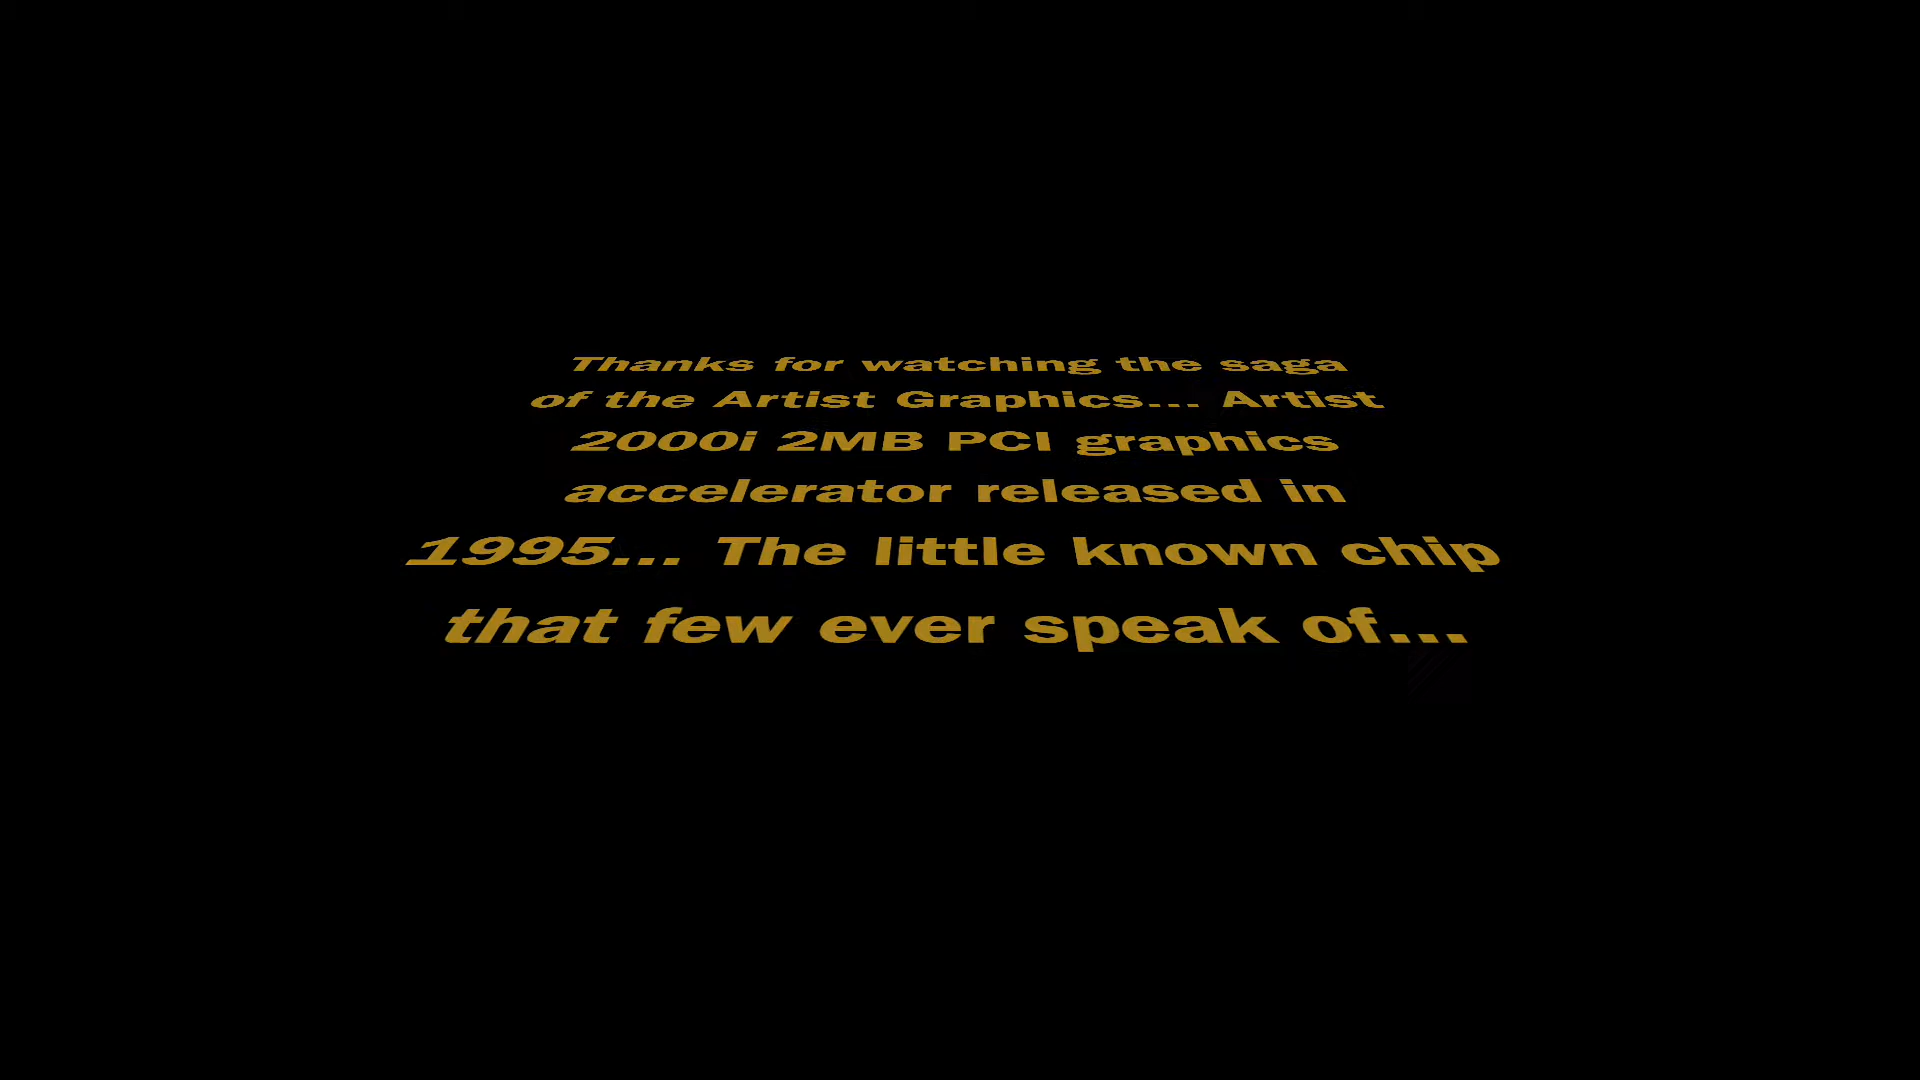 Thanks for watching the saga
of the Artist Graphics... Artist
2000i 2MB PCI graphics
accelerator released in
1995... The little known chip
that few ever speak of...